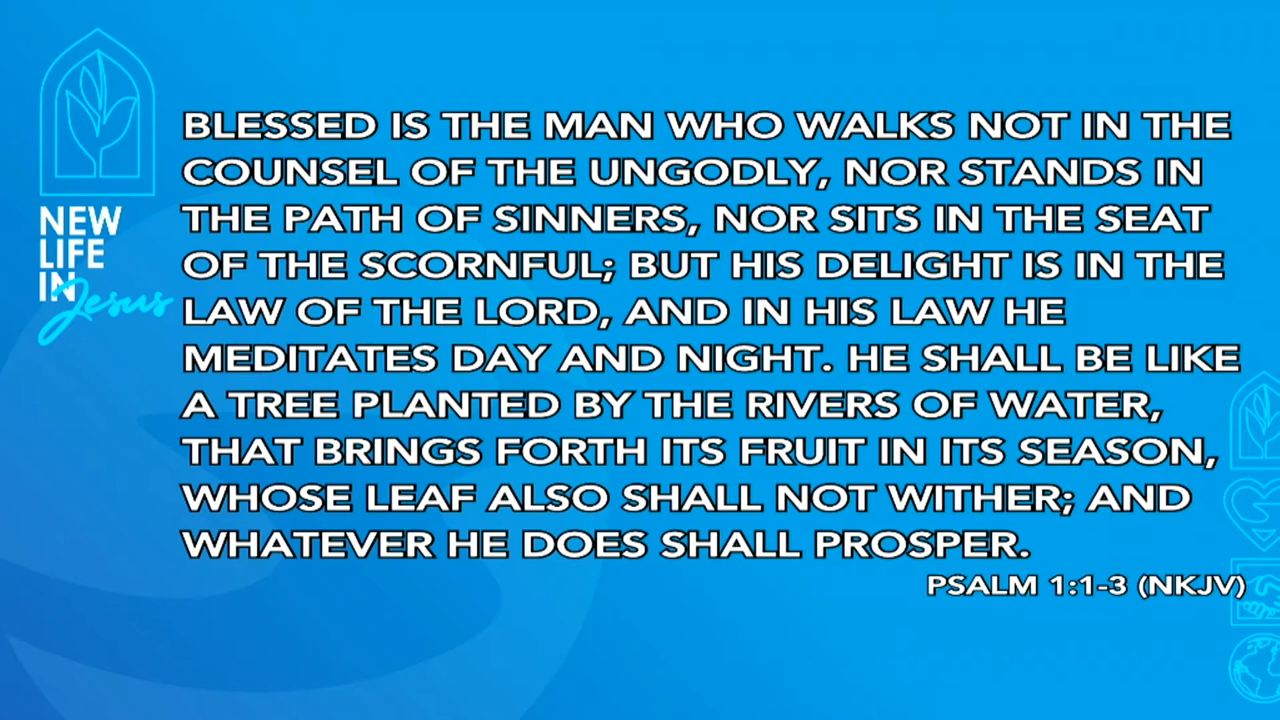 NEW
LIFE
IN
Jesus
BLESSED IS THE MAN WHO WALKS NOT IN THE
COUNSEL OF THE UNGODLY, NOR STANDS IN
THE PATH OF SINNERS, NOR SITS IN THE SEAT
OF THE SCORNFUL; BUT HIS DELIGHT IS IN THE
LAW OF THE LORD, AND IN HIS LAW HE
MEDITATES DAY AND NIGHT. HE SHALL BE LIKE
A TREE PLANTED BY THE RIVERS OF WATER,
THAT BRINGS FORTH ITS FRUIT IN ITS SEASON,
WHOSE LEAF ALSO SHALL NOT WITHER; AND
WHATEVER HE DOES SHALL PROSPER.
PSALM 1:1-3 (NKJV)